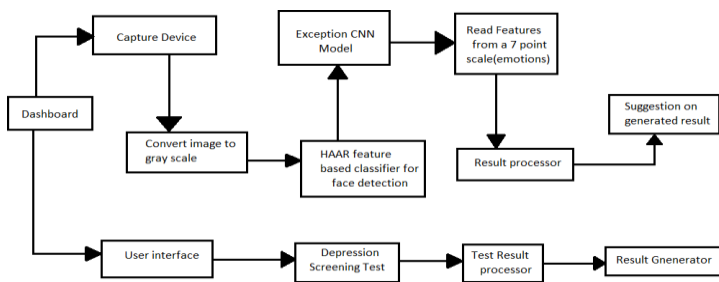 Capture Device
Exception CNN
Model
Read Features
from a 7 point
scale(emotions)
Dashboard
Suggestion on
generated result
Convert image to
gray scale
HAAR feature
based classifier for
face detection
Result processor
User interface
Depression
Screening Test
Test Result
processor
Result Gnenerator